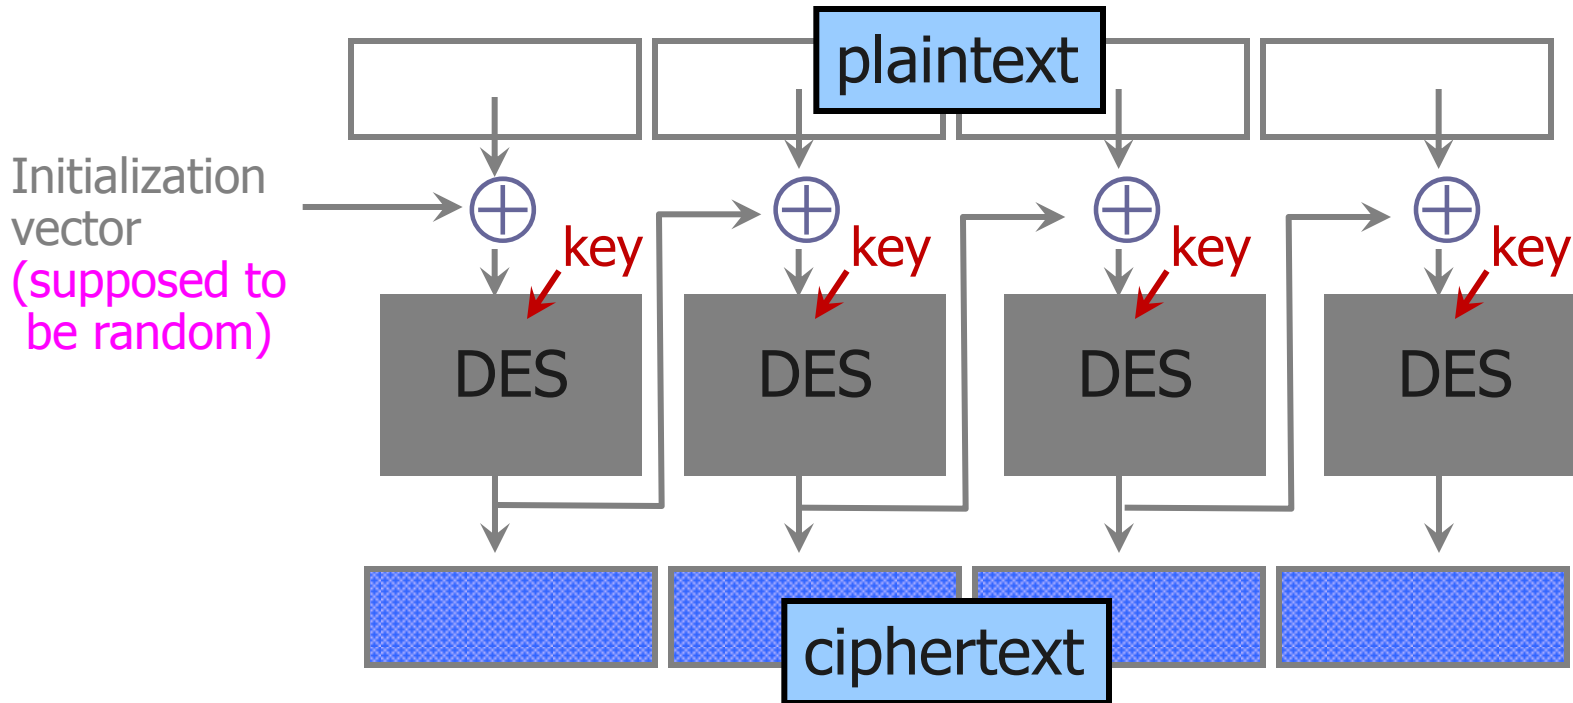 plaintext
Initialization
vector
(supposed to
be random)
key
key
key
key
DES
DES
DES
DES
ciphertext